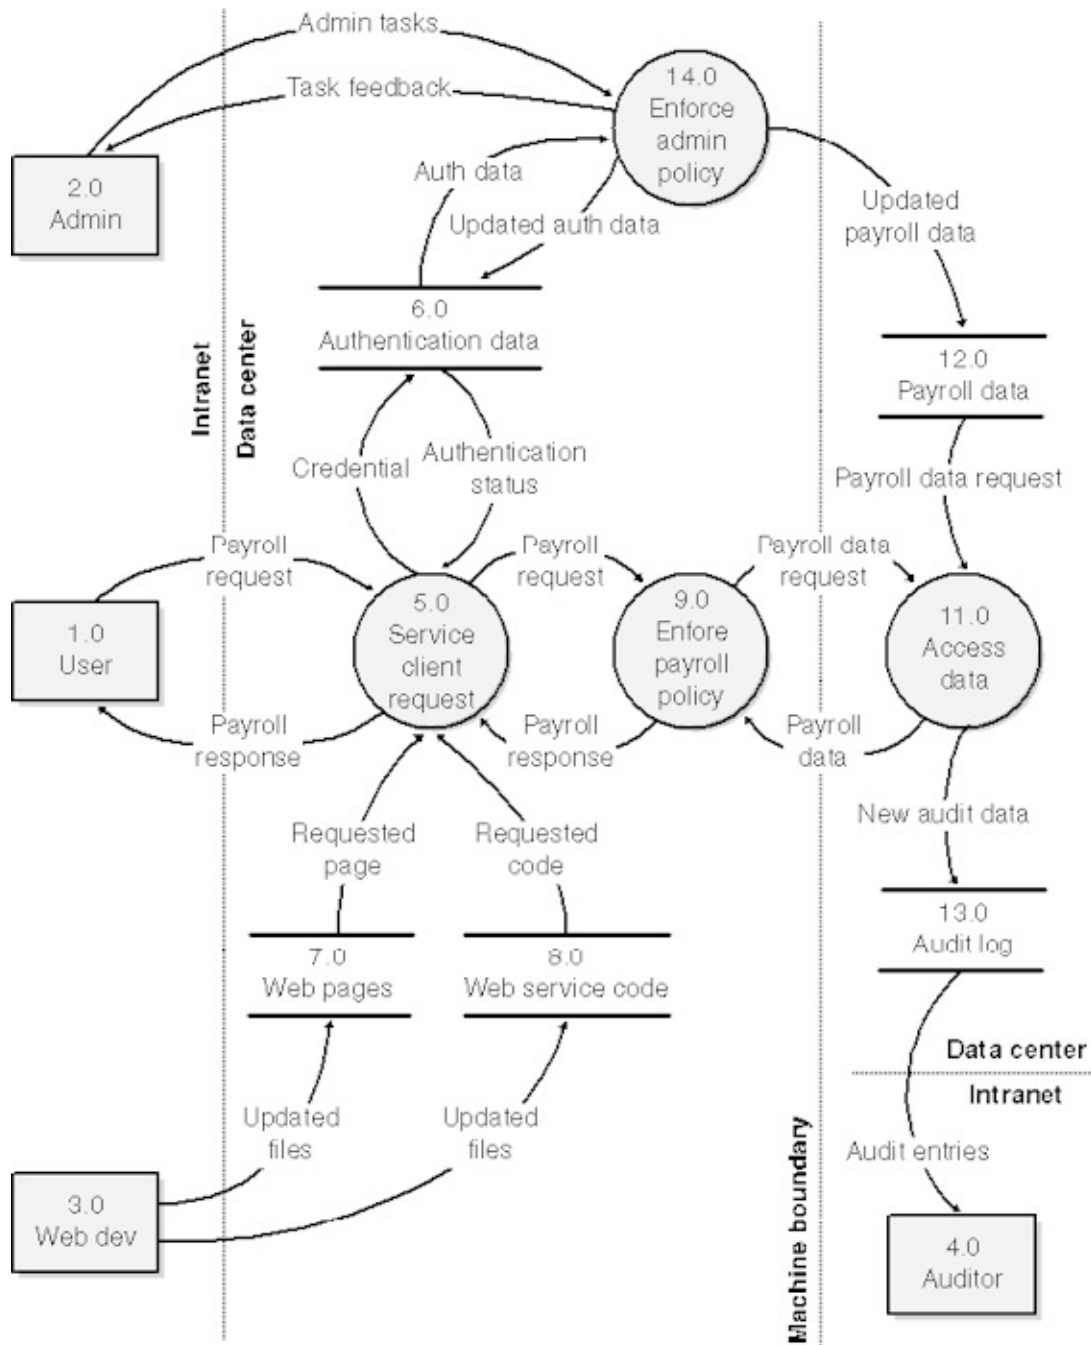 Admin tasks
Task feedback
14.0
Enforce
admin
policy
2.0
Admin
Auth data
Updated auth data
Updated
payroll data
6.0
Authentication data
Intranet
Data center
12.0
Payroll data
Credential
Authentication
status
Payroll data request
Payroll
request
Payroll
request
Payroll data
request
1.0
User
5.0
Service
client
request
9.0
Enfore
payroll
policy
11.0
Access
data
Payroll
response
Payroll
response
Payroll
data
New audit data
Requested
page
Requested
code
7.0
Web pages
8.0
Web service code
13.0
Audit log
Data center
Intranet
Updated
files
Updated
files
Machine boundary
Audit entries
3.0
Web dev
4.0
Auditor